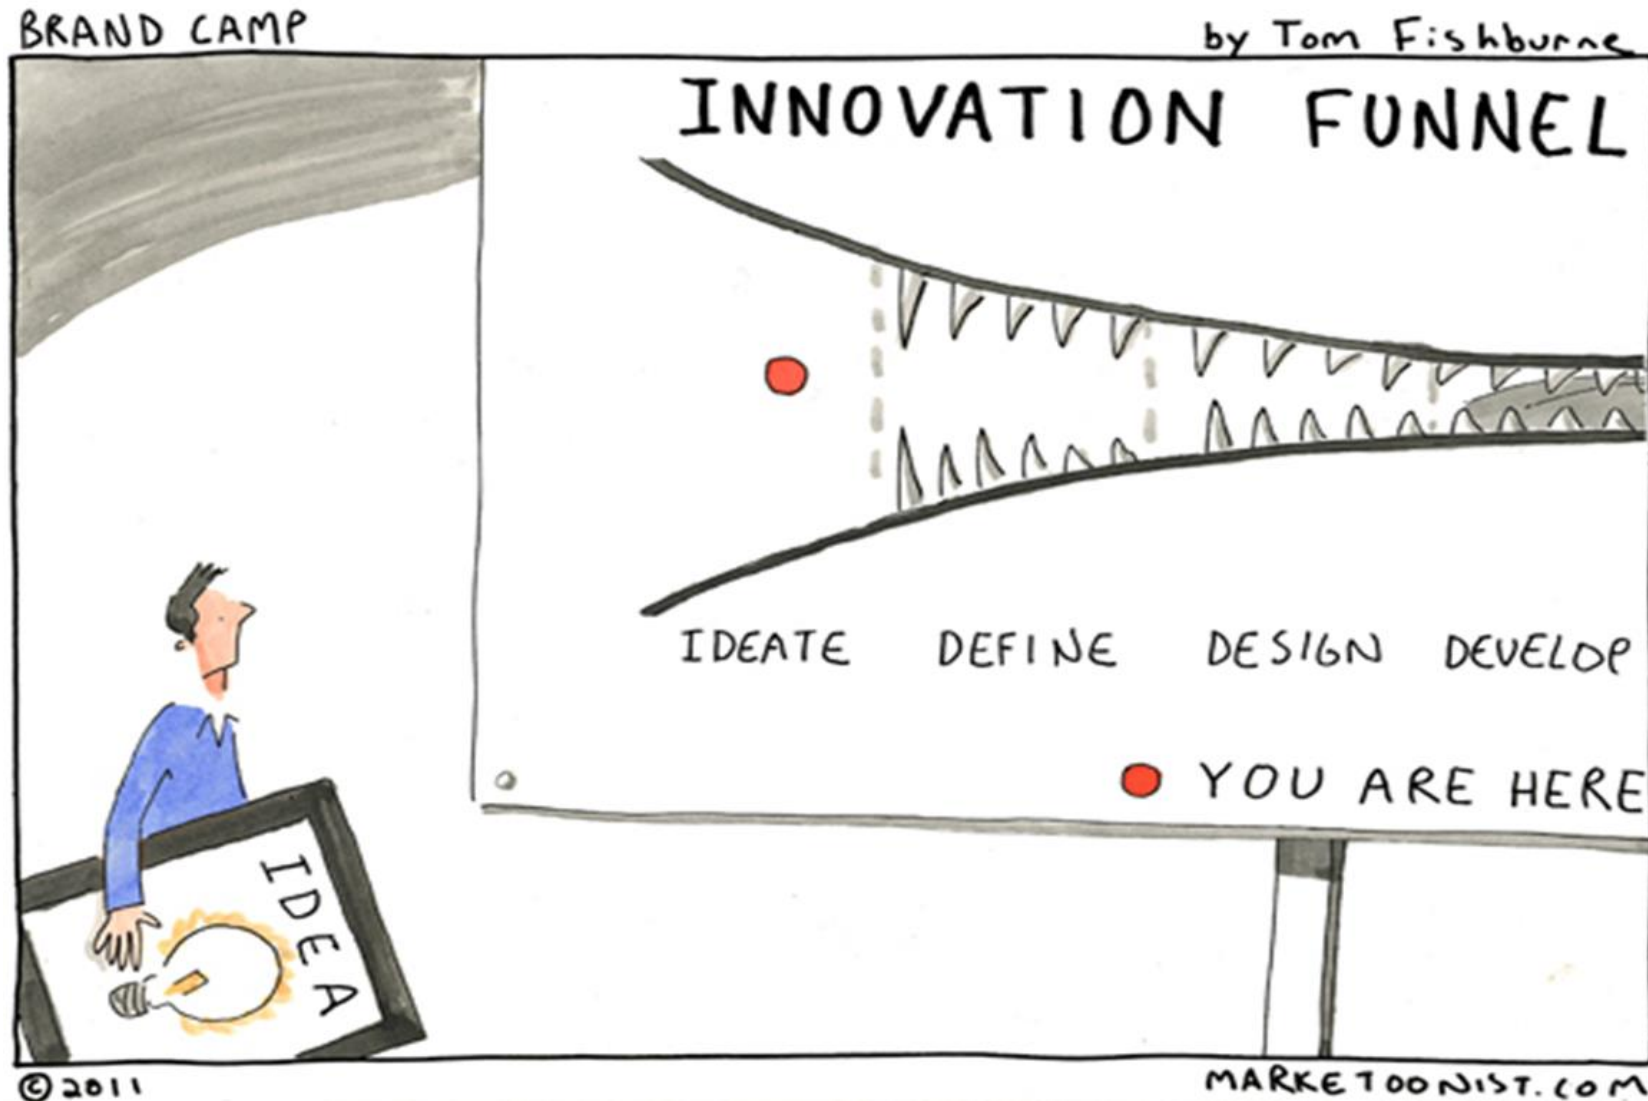 BRAND CAMP
by Tom Fishburne
INNOVATION FUNNEL
IDEATE DEFINE DESIGN DEVELOP
YOU ARE HERE
IDEA
© 2011
MARKETOONIST.COM